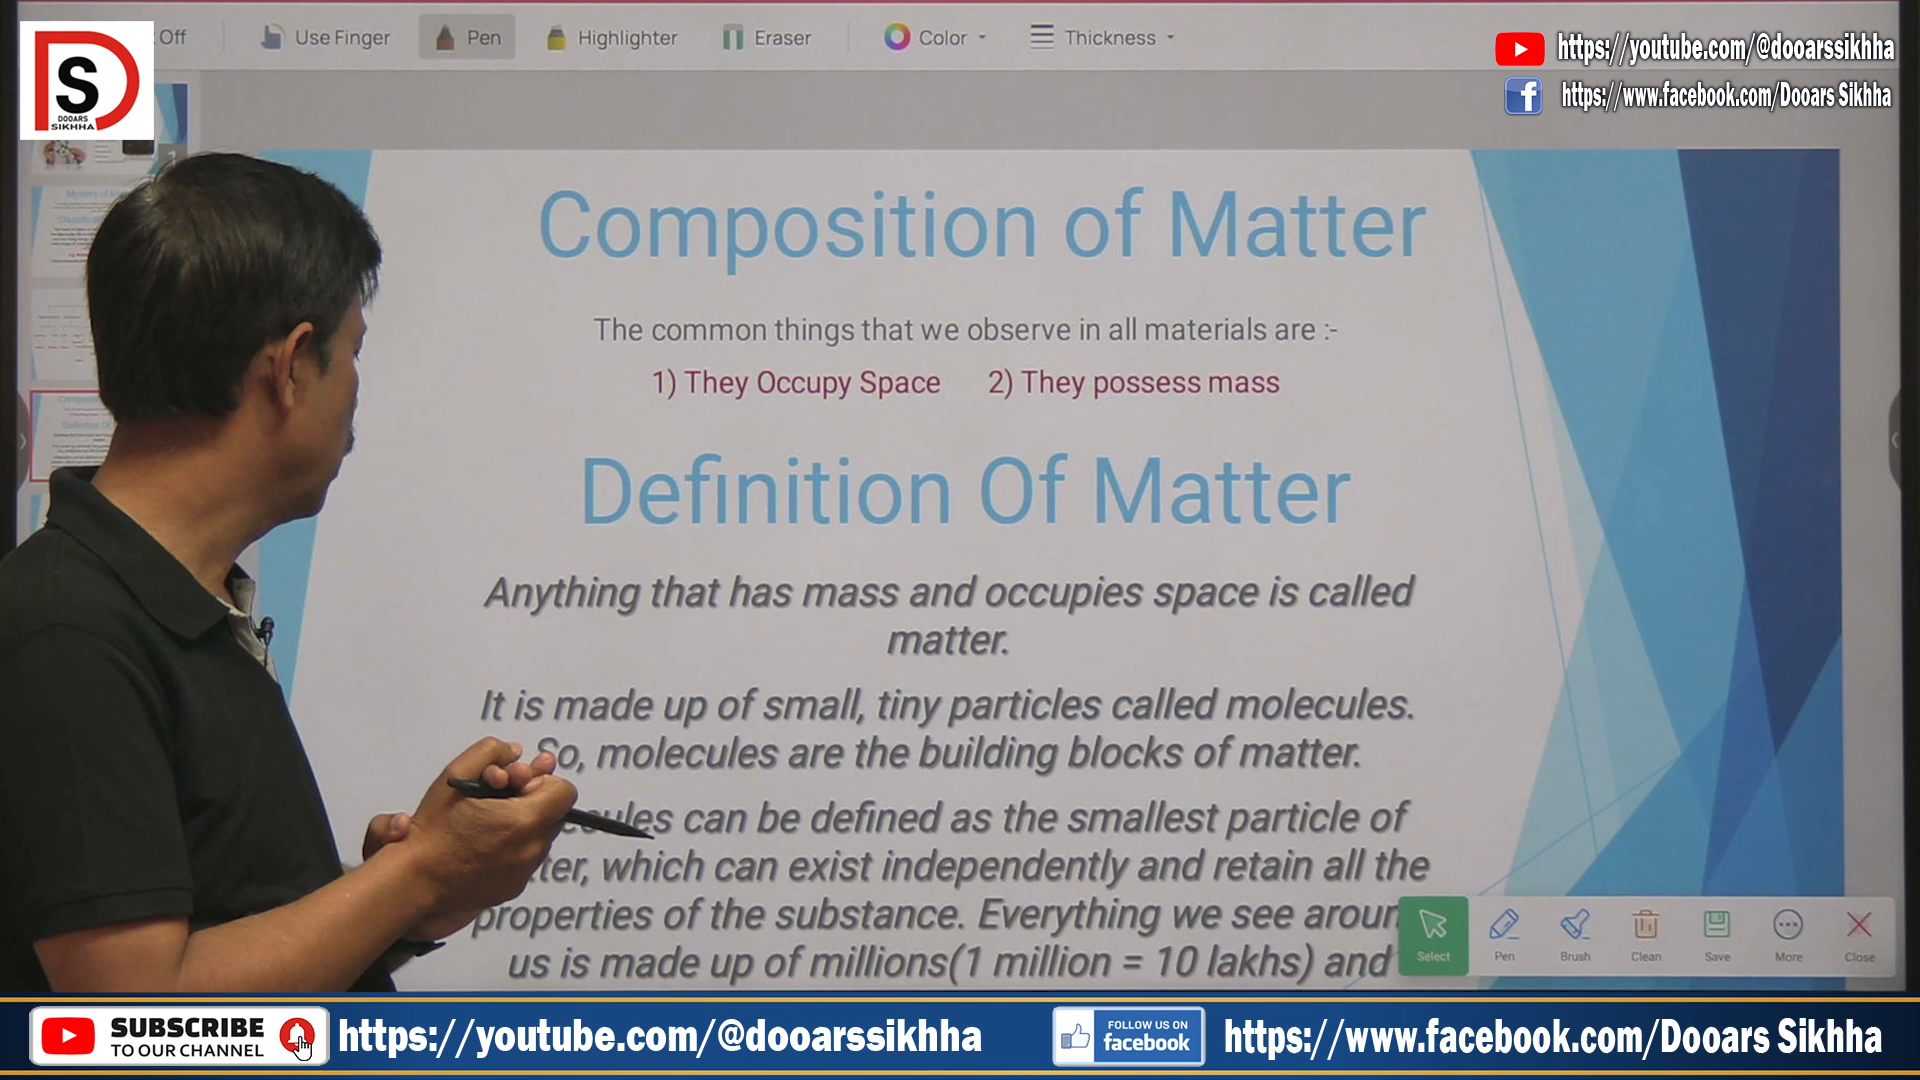 Off
Use Finger
Pen
Highlighter
Eraser
Color
Thickness
https://youtube.com/@dooarssikhha
https://www.facebook.com/Dooars Sikhha
DS
DOOARS
SIKHHA
1
Composition of Matter
The common things that we observe in all materials are :-
1) They Occupy Space 2) They possess mass
Definition Of Matter
Anything that has mass and occupies space is called
matter.
It is made up of small, tiny particles called molecules.
So, molecules are the building blocks of matter.
can be defined as the smallest particle of
which can exist independently and retain all the
properties of the substance. Everything we see aroun
us is made up of millions(1 million = 10 lakhs) and
Select
Pen
Brush
Clean
Save
More
Close
SUBSCRIBE
TO OUR CHANNEL
https://youtube.com/@dooarssikhha
FOLLOW US ON
facebook
https://www.facebook.com/Dooars Sikhha